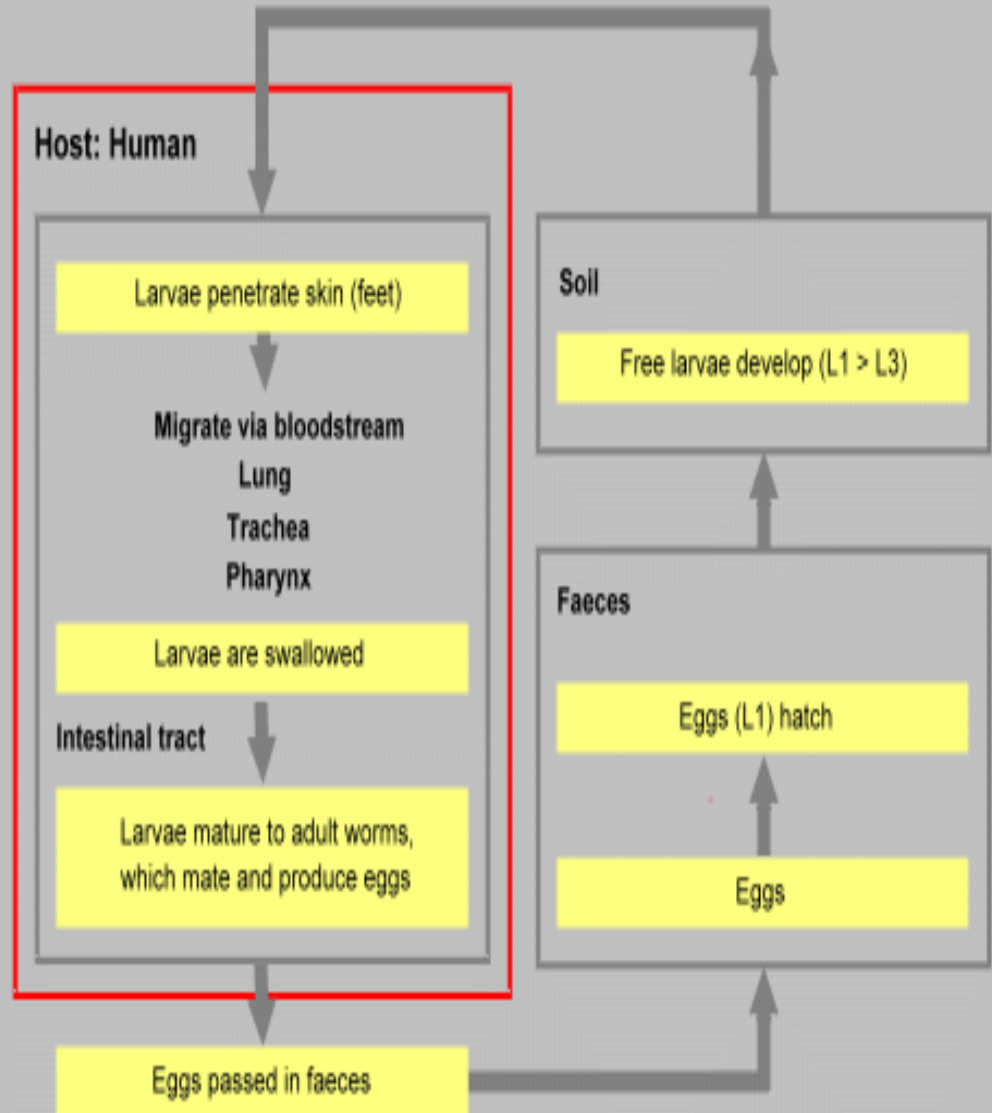 Host: Human
Larvae penetrate skin (feet)
Migrate via bloodstream
Lung
Trachea
Pharynx
Larvae are swallowed
Intestinal tract
Larvae mature to adult worms,
which mate and produce eggs
Eggs passed in faeces
Faeces
Eggs
Eggs (L1) hatch
Soil
Free larvae develop (L1 > L3)